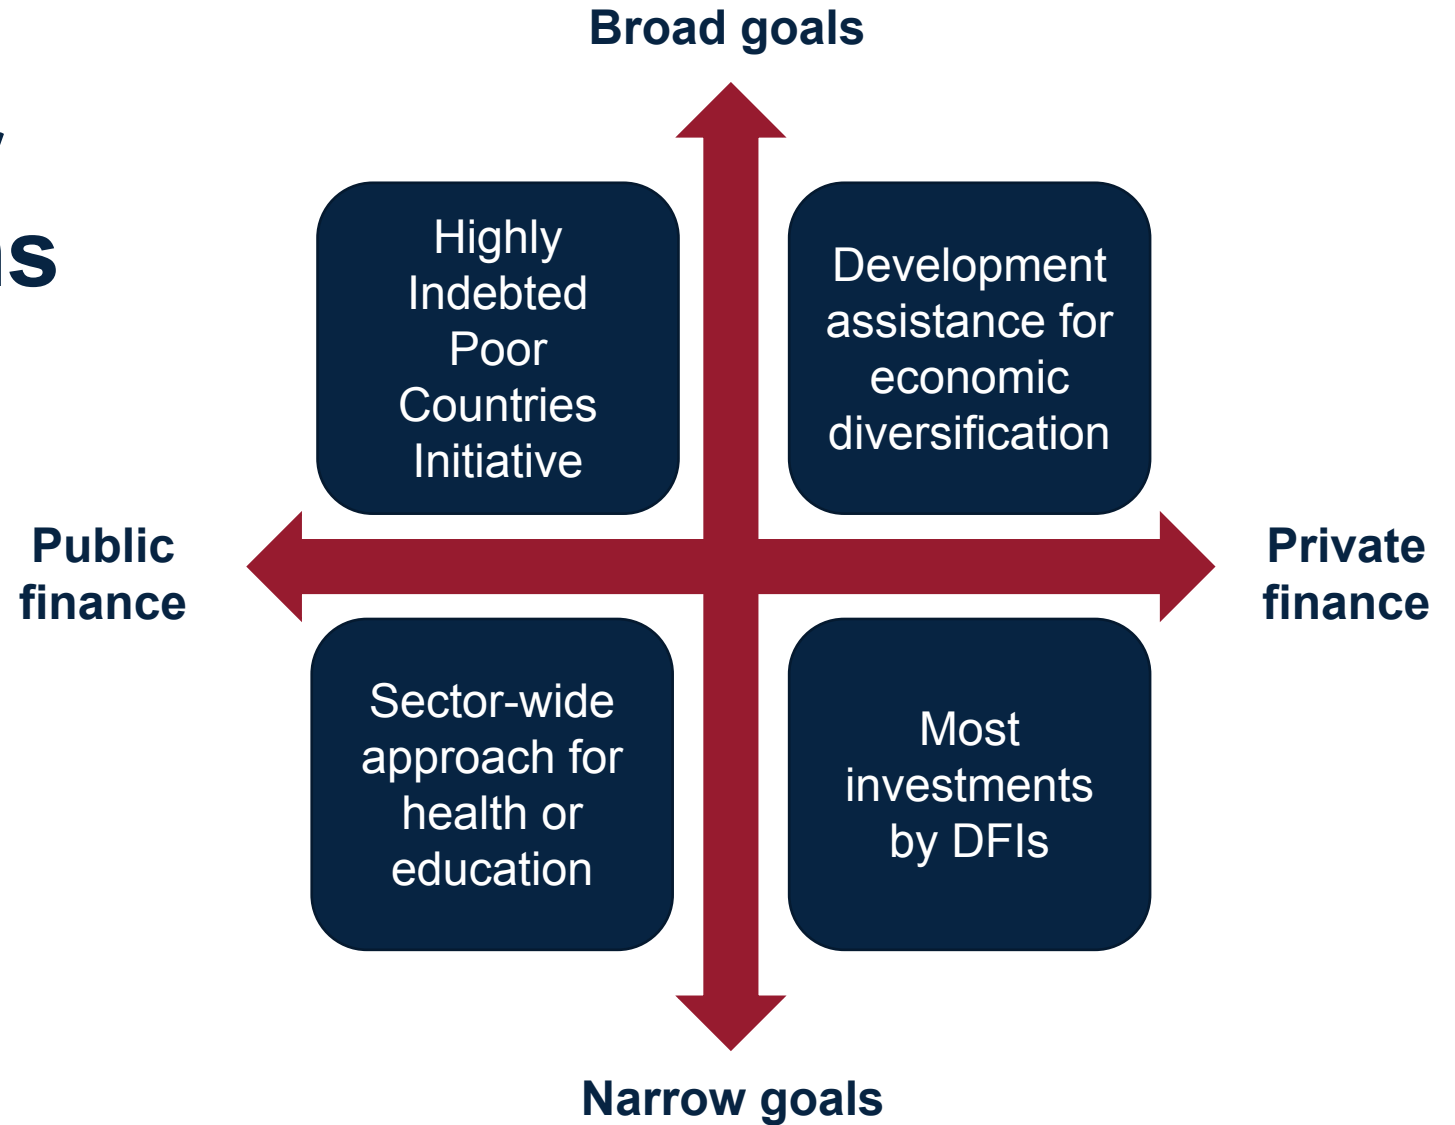 Broad goals
Highly
Indebted
Poor
Countries
Initiative
Development
assistance for
economic
diversification
Public
finance
Private
finance
Sector-wide
approach for
health or
education
Most
investments
by DFIs
Narrow goals